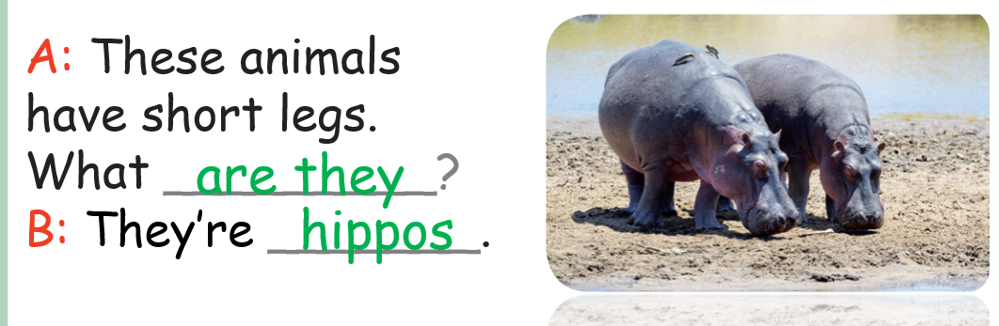 A: These animals
have short legs.
What are they?
B: They're hippos.